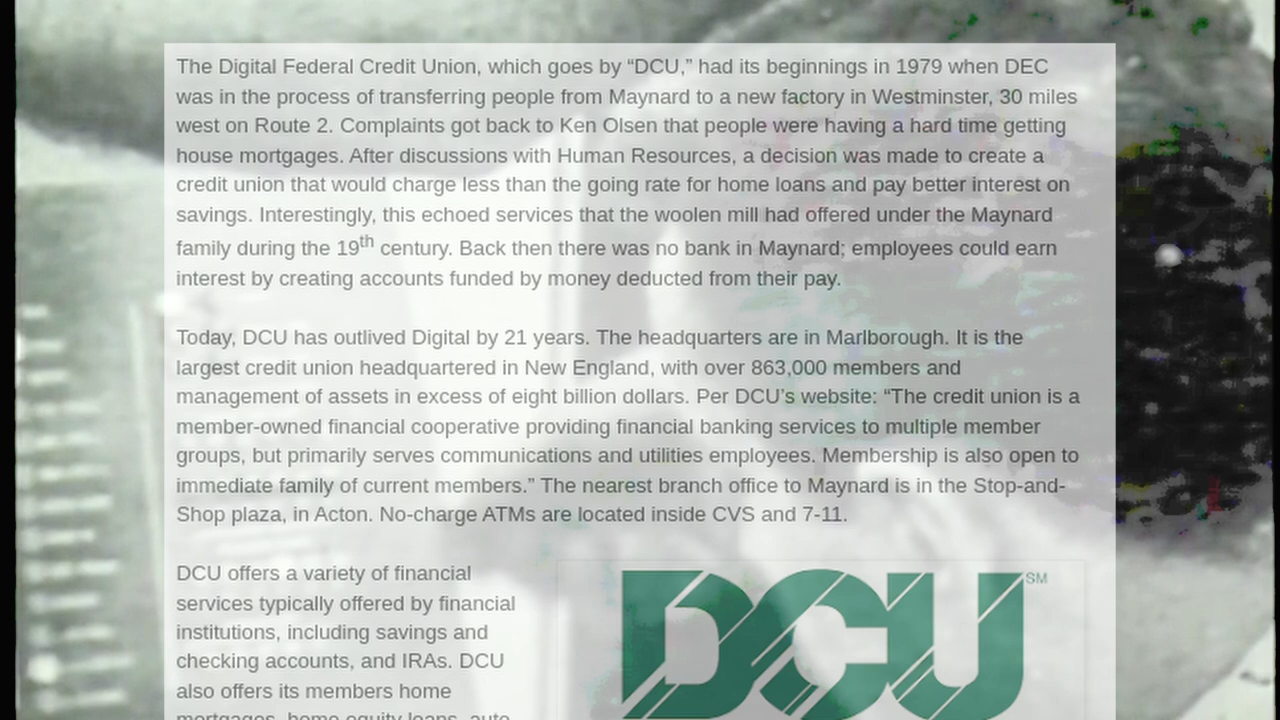 The Digital Federal Credit Union, which goes by “DCU,” had its beginnings in 1979 when DEC
was in the process of transferring people from Maynard to a new factory in Westminster, 30 miles
west on Route 2. Complaints got back to Ken Olsen that people were having a hard time getting
house mortgages. After discussions with Human Resources, a decision was made to create a
credit union that would charge less than the going rate for home loans and pay better interest on
savings. Interestingly, this echoed services that the woolen mill had offered under the Maynard
family during the 19th century. Back then there was no bank in Maynard; employees could earn
interest by creating accounts funded by money deducted from their pay.
Today, DCU has outlived Digital by 21 years. The headquarters are in Marlborough. It is the
largest credit union headquartered in New England, with over 863,000 members and
management of assets in excess of eight billion dollars. Per DCU’s website: “The credit union is a
member-owned financial cooperative providing financial banking services to multiple member
groups, but primarily serves communications and utilities employees. Membership is also open to
immediate family of current members.” The nearest branch office to Maynard is in the Stop-and-
Shop plaza, in Acton. No-charge ATMs are located inside CVS and 7-11.
DCU offers a variety of financial
services typically offered by financial
institutions, including savings and
checking accounts, and IRAs. DCU
also offers its members home
mortgages, home equity loans, auto
DCU SM